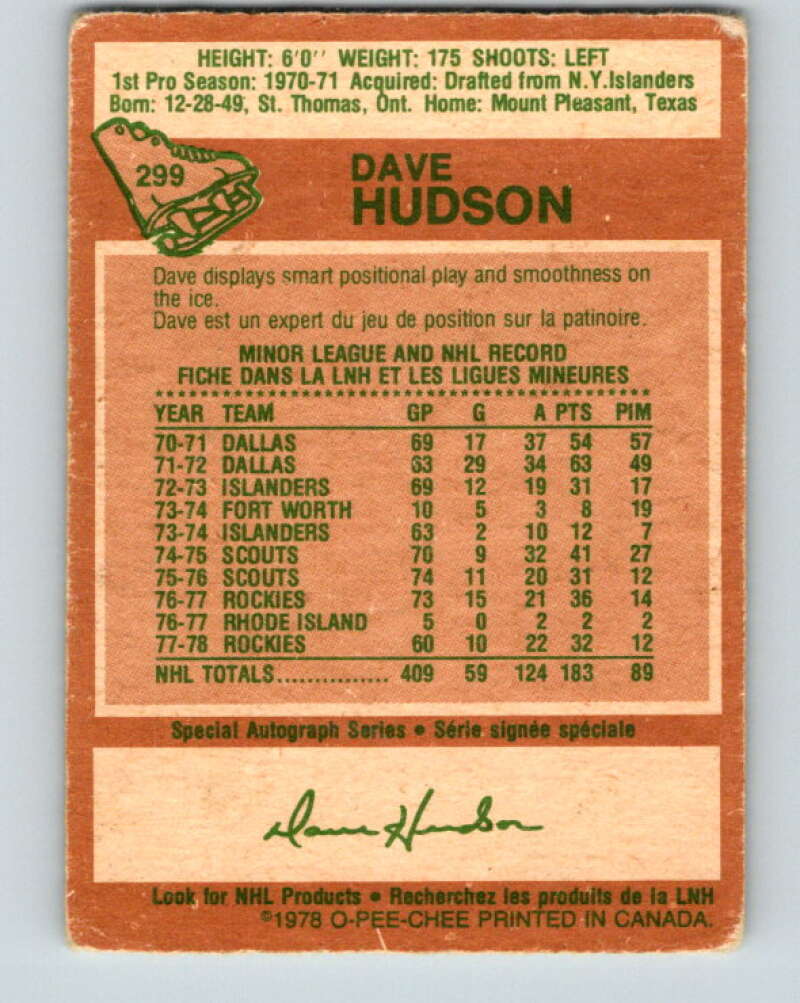 HEIGHT: 6'0'' WEIGHT: 175 SHOOTS: LEFT
1st Pro Season: 1970-71 Acquired: Drafted from N.Y.Islanders
Born: 12-28-49, St. Thomas, Ont. Home: Mount Pleasant, Texas
299
DAVE
HUDSON
Dave displays smart positional play and smoothness on
the ice.
Dave est un expert du jeu de position sur la patinoire.
MINOR LEAGUE AND NHL RECORD
FICHE DANS LA LNH ET LES LIGUES MINEURES
YEAR TEAM GP G A PTS PIM
70-71 DALLAS 69 17 37 54 57
71-72 DALLAS 63 29 34 63 49
72-73 ISLANDERS 69 12 19 31 17
73-74 FORT WORTH 10 5 3 8 19
73-74 ISLANDERS 63 2 10 12 7
74-75 SCOUTS 70 9 32 41 27
75-76 SCOUTS 74 11 20 31 12
76-77 ROCKIES 73 15 21 36 14
76-77 RHODE ISLAND 5 0 2 2 2
77-78 ROCKIES 60 10 22 32 12
NHL TOTALS............... 409 59 124 183 89
Special Autograph Series • Série signée spéciale
Dave Hudson
Look for NHL Products • Recherchez les produits de la LNH
©1978 O-PEE-CHEE PRINTED IN CANADA.